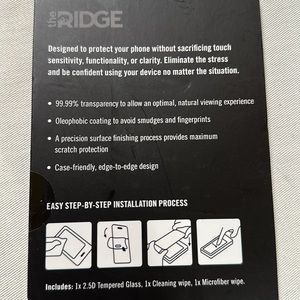 the RIDGE
Designed to protect your phone without sacrificing touch
sensitivity, functionality, or clarity. Eliminate the stress
and be confident using your device no matter the situation.
• 99.99% transparency to allow an optimal, natural viewing experience
• Oleophobic coating to avoid smudges and fingerprints
• A precision surface finishing process provides maximum
scratch protection
• Case-friendly, edge-to-edge design
EASY STEP-BY-STEP INSTALLATION PROCESS
Includes: 1x 2.5D Tempered Glass, 1x Cleaning wipe, 1x Microfiber wipe.